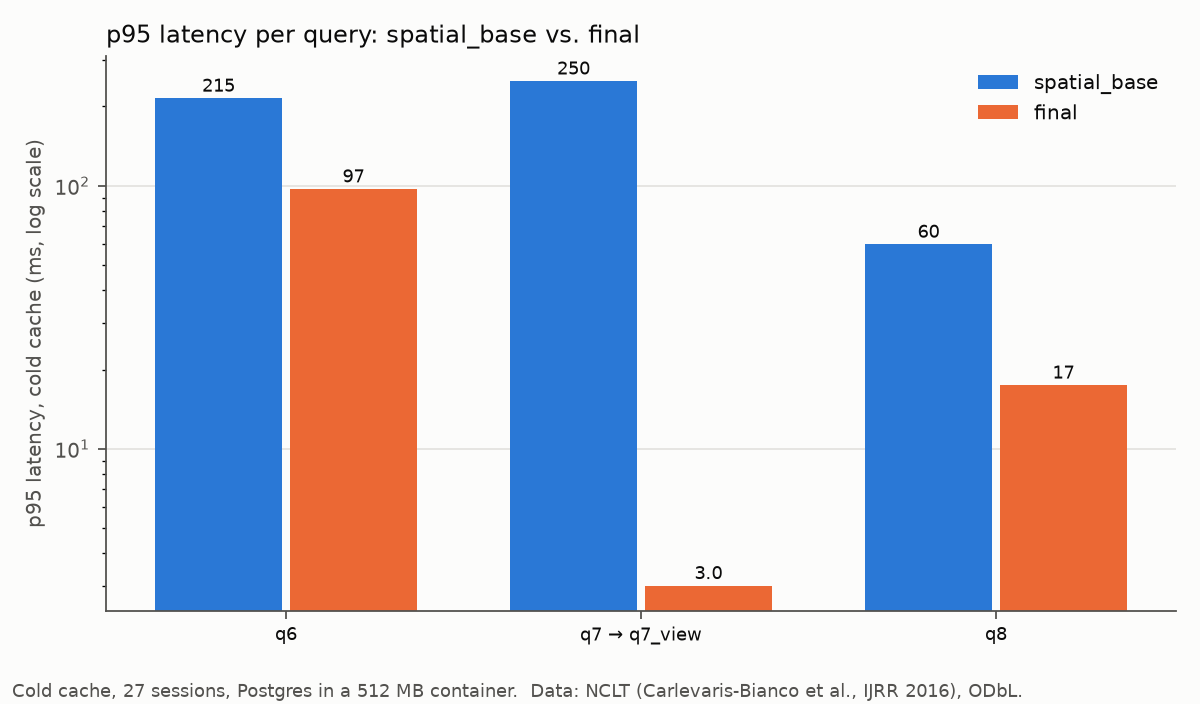 p95 latency per query: spatial_base vs. final
spatial_base
final
p95 latency, cold cache (ms, log scale)
10²
10¹
215
97
250
3.0
60
17
q6
q7 → q7_view
q8
Cold cache, 27 sessions, Postgres in a 512 MB container.  Data: NCLT (Carlevaris-Bianco et al., IJRR 2016), ODbL.